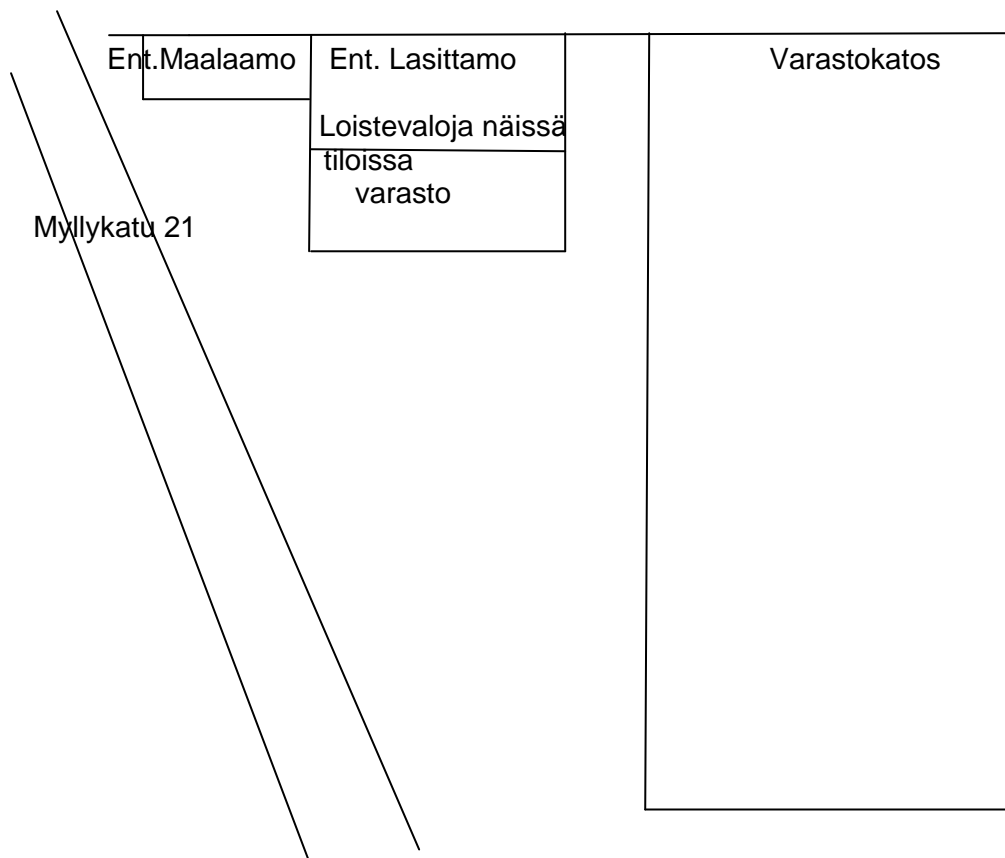 Ent.Maalaamo
Ent. Lasittamo
Varastokatos
Loistevaloja näissä
tiloissa
varasto
Myllykatu 21